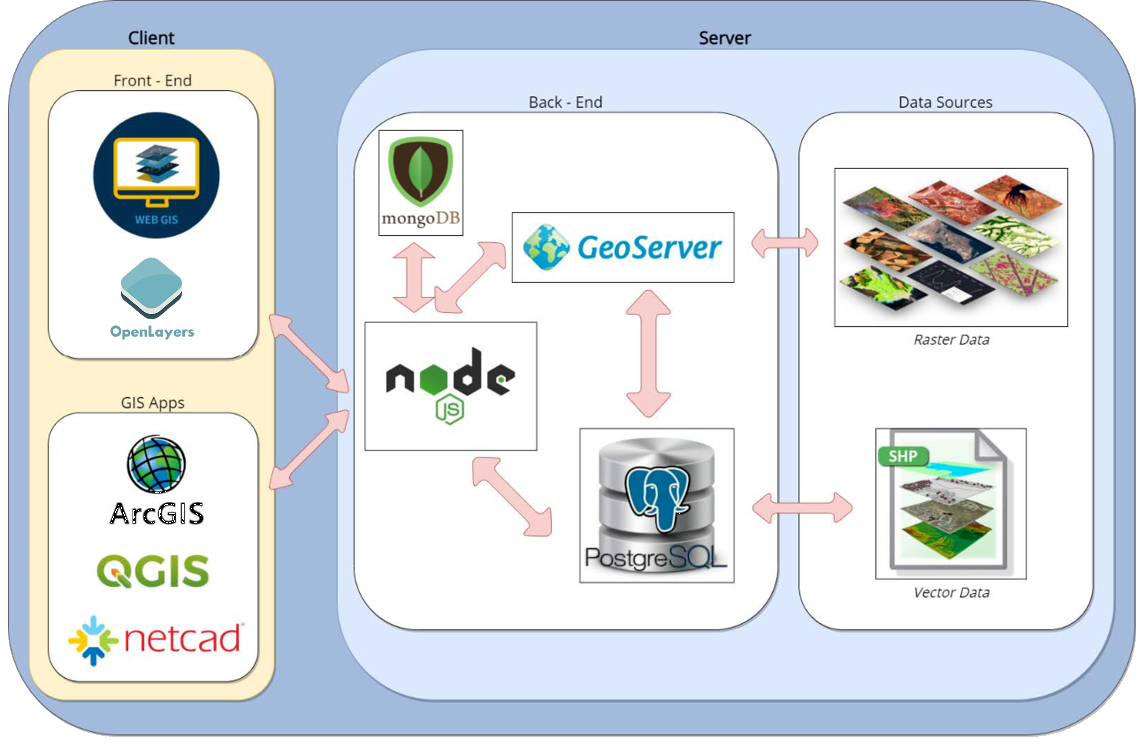 Client
Server
Front - End
WEB GIS
OpenLayers
GIS Apps
ArcGIS
QGIS
netcad
Back - End
mongoDB
GeoServer
node
JS
PostgreSQL
Data Sources
Raster Data
SHP
Vector Data